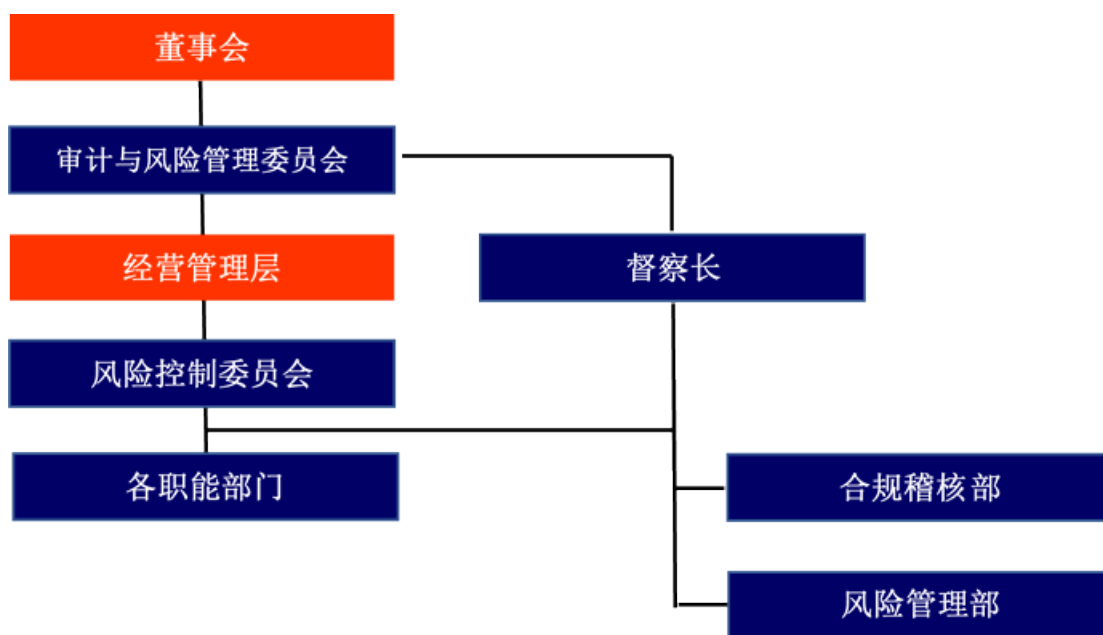 董事会
审计与风险管理委员会
经营管理层
督察长
风险控制委员会
各职能部门
合规稽核部
风险管理部